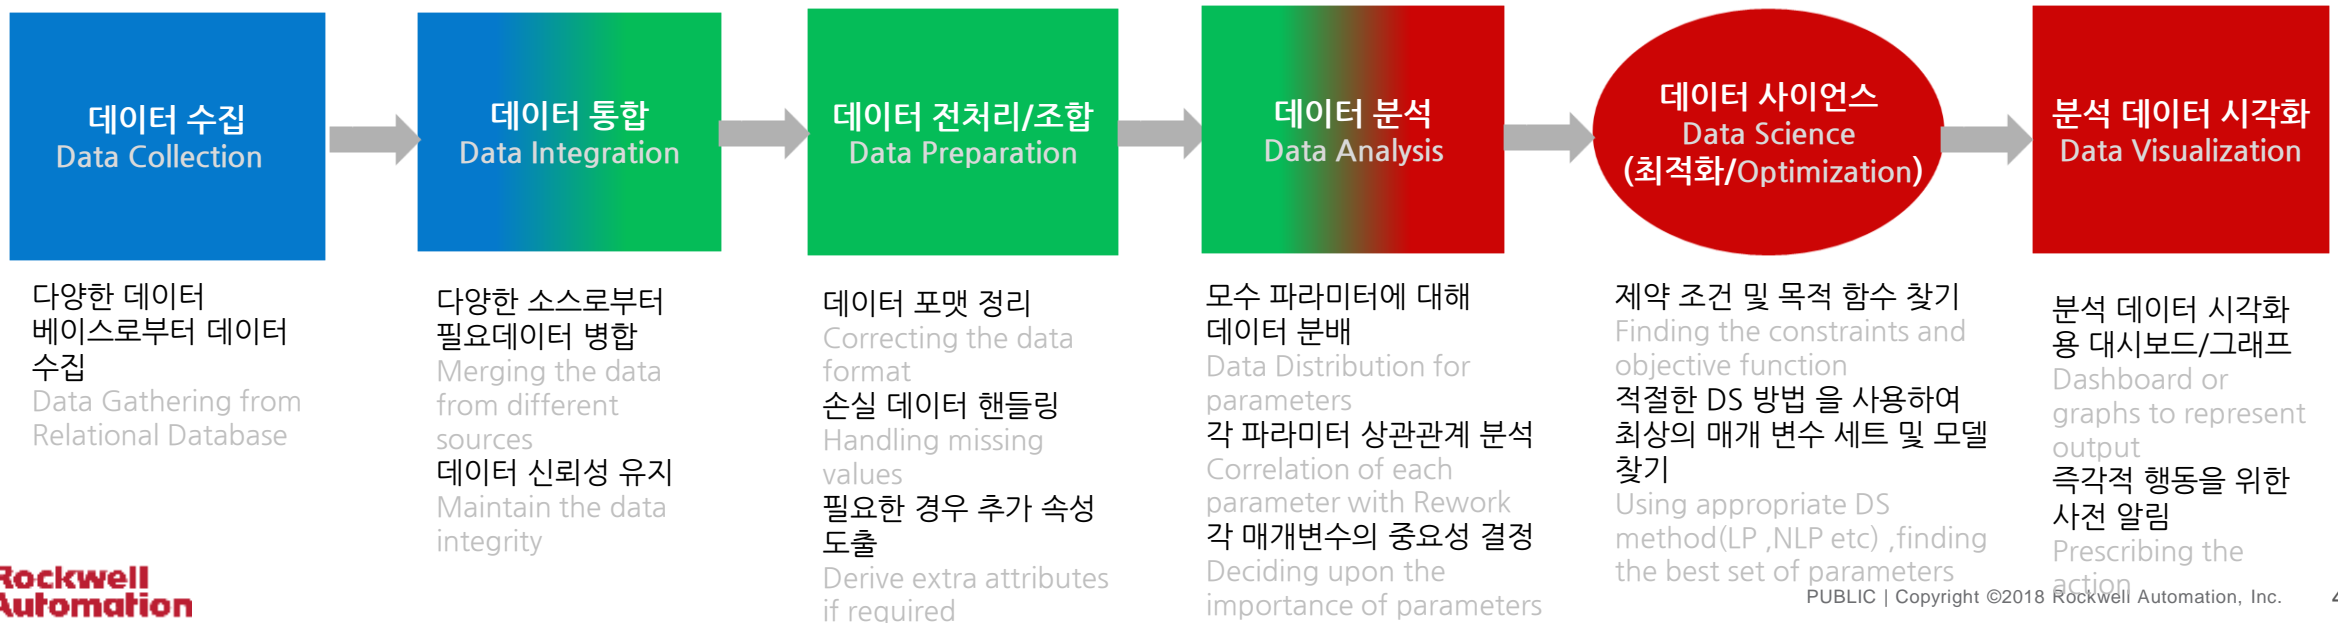 데이터 수집
Data Collection
데이터 통합
Data Integration
데이터 전처리/조합
Data Preparation
데이터 분석
Data Analysis
데이터 사이언스
Data Science
(최적화/Optimization)
분석 데이터 시각화
Data Visualization
다양한 데이터
베이스로부터 데이터
수집
Data Gathering from
Relational Database
다양한 소스로부터
필요데이터 병합
Merging the data
from different
sources
데이터 신뢰성 유지
Maintain the data
integrity
데이터 포맷 정리
Correcting the data
format
손실 데이터 핸들링
Handling missing
values
필요한 경우 추가 속성
도출
Derive extra attributes
if required
모수 파라미터에 대해
데이터 분배
Data Distribution for
parameters
각 파라미터 상관관계 분석
Correlation of each
parameter with Rework
각 매개변수의 중요성 결정
Deciding upon the
importance of parameters
제약 조건 및 목적 함수 찾기
Finding the constraints and
objective function
적절한 DS 방법 을 사용하여
최상의 매개 변수 세트 및 모델
찾기
Using appropriate DS
method(LP ,NLP etc) ,finding
the best set of parameters
분석 데이터 시각화
용 대시보드/그래프
Dashboard or
graphs to represent
output
즉각적 행동을 위한
사전 알림
Prescribing the
action
Rockwell
Automation
PUBLIC | Copyright ©2018 Rockwell Automation, Inc.
4